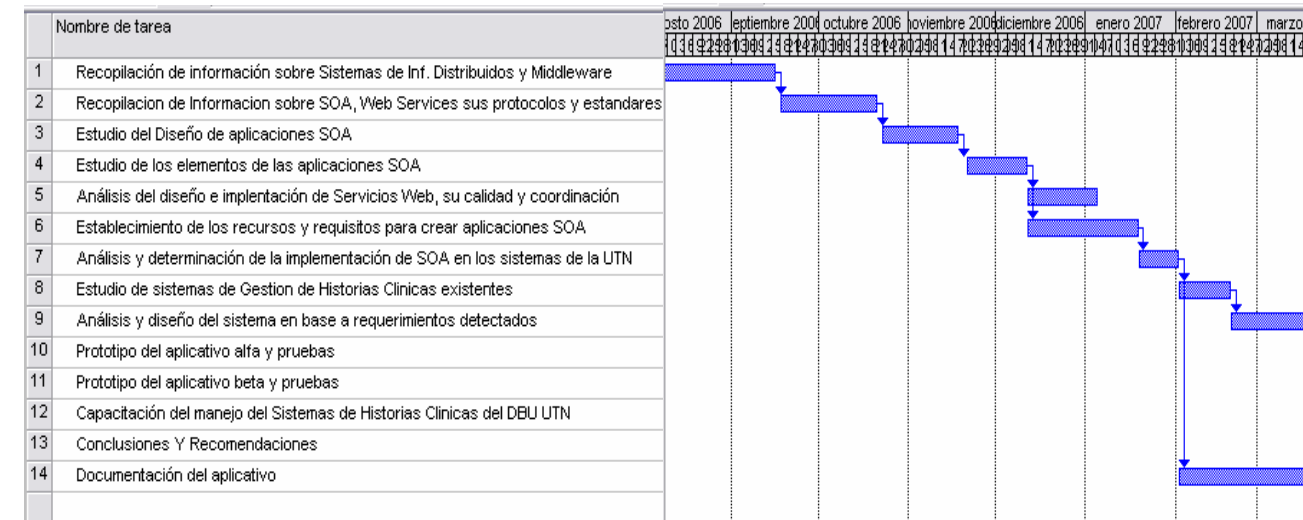 Nombre de tarea
osto 2006 eptiembre 2006 octubre 2006 noviembre 2006 diciembre 2006 enero 2007 febrero 2007 marzo
1 Recopilación de información sobre Sistemas de Inf. Distribuidos y Middleware
2 Recopilacion de Informacion sobre SOA, Web Services sus protocolos y estandares
3 Estudio del Diseño de aplicaciones SOA
4 Estudio de los elementos de las aplicaciones SOA
5 Análisis del diseño e implentación de Servicios Web, su calidad y coordinación
6 Establecimiento de los recursos y requisitos para crear aplicaciones SOA
7 Análisis y determinación de la implementación de SOA en los sistemas de la UTN
8 Estudio de sistemas de Gestion de Historias Clinicas existentes
9 Análisis y diseño del sistema en base a requerimientos detectados
10 Prototipo del aplicativo alfa y pruebas
11 Prototipo del aplicativo beta y pruebas
12 Capacitación del manejo del Sistemas de Historias Clinicas del DBU UTN
13 Conclusiones Y Recomendaciones
14 Documentación del aplicativo